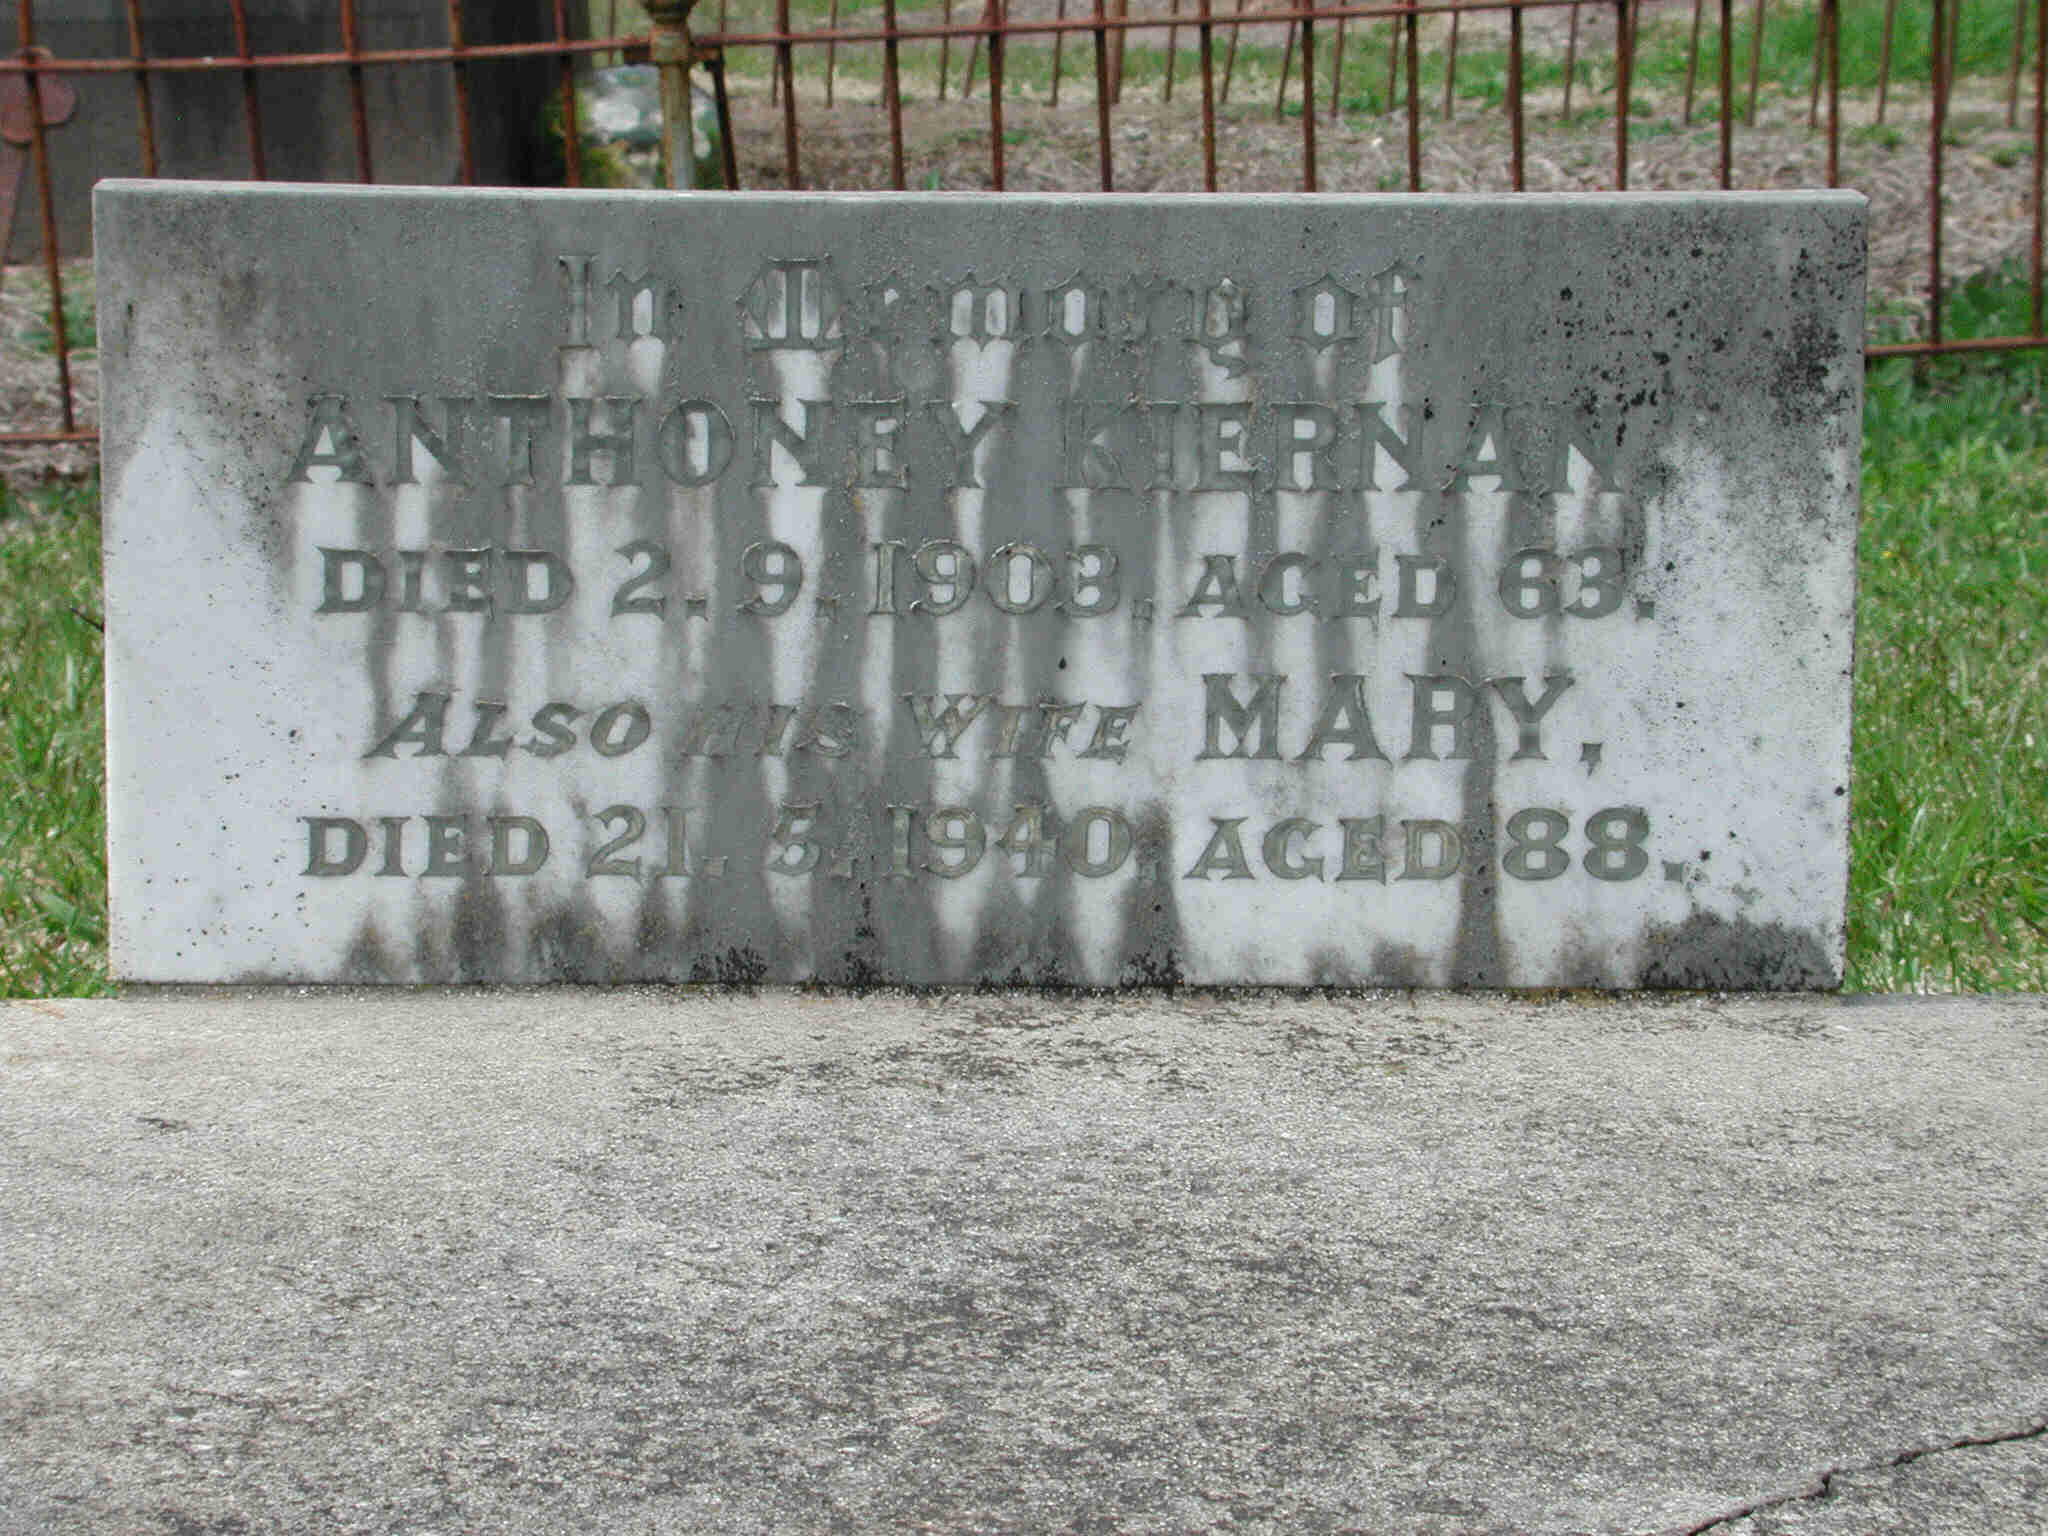 In Memory of
ANTHONEY KIERNAN.
DIED 2. 9. 1903. AGED 63.
ALSO HIS WIFE MARY,
DIED 21. 5. 1940. AGED 88.